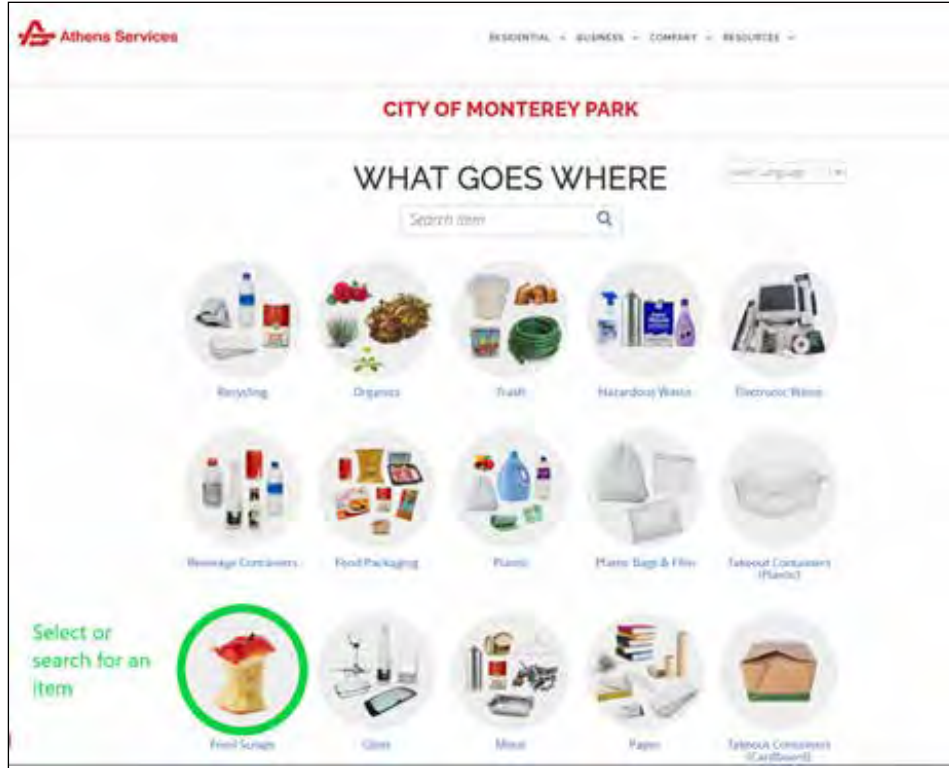 Athens Services
RESIDENTIAL BUSINESS COMPANY RESOURCES
CITY OF MONTEREY PARK
WHAT GOES WHERE
Select Language
Search item
Recycling Organics Trash Hazardous Waste Electronic Waste
Beverage Containers Food Packaging Plastic Plastic Bags & Film Takeout Containers
(Plastic)
Select or
search for an
item
Food Scraps Glass Metal Paper Takeout Containers
(Cardboard)